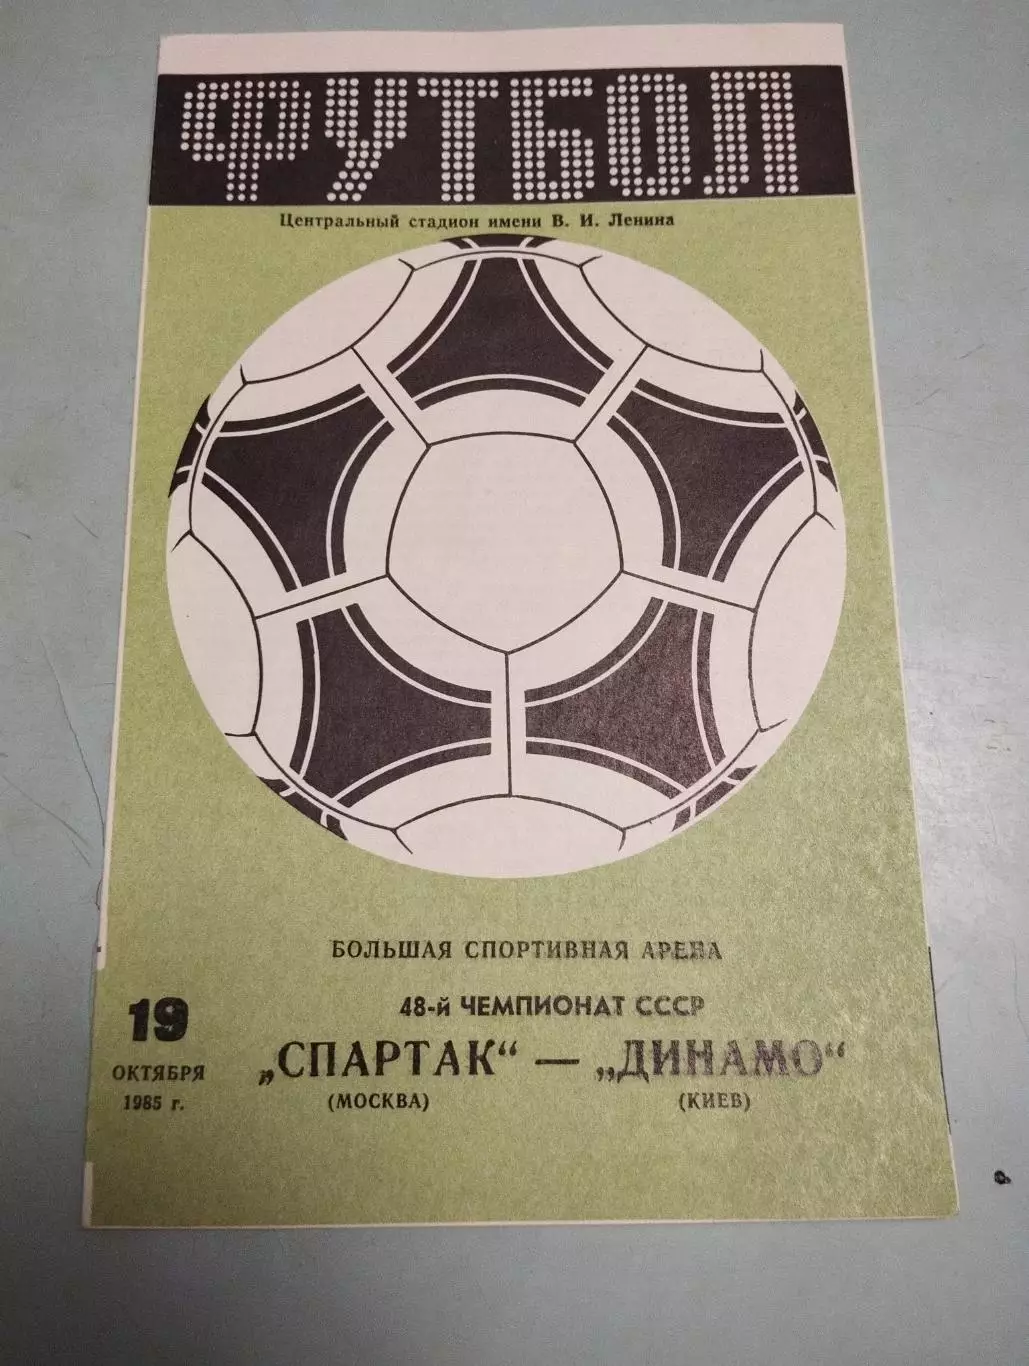 ФУТБОЛ
Центральный стадион имени В. И. Ленина
БОЛЬШАЯ СПОРТИВНАЯ АРЕНА
48-й ЧЕМПИОНАТ СССР
19
ОКТЯБРЯ
1985 г.
„СПАРТАК“ — „ДИНАМО“
(МОСКВА) (КИЕВ)